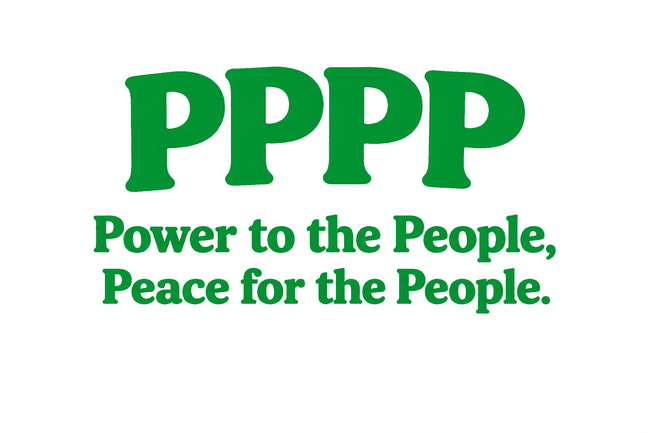 PPPP
Power to the People,
Peace for the People.